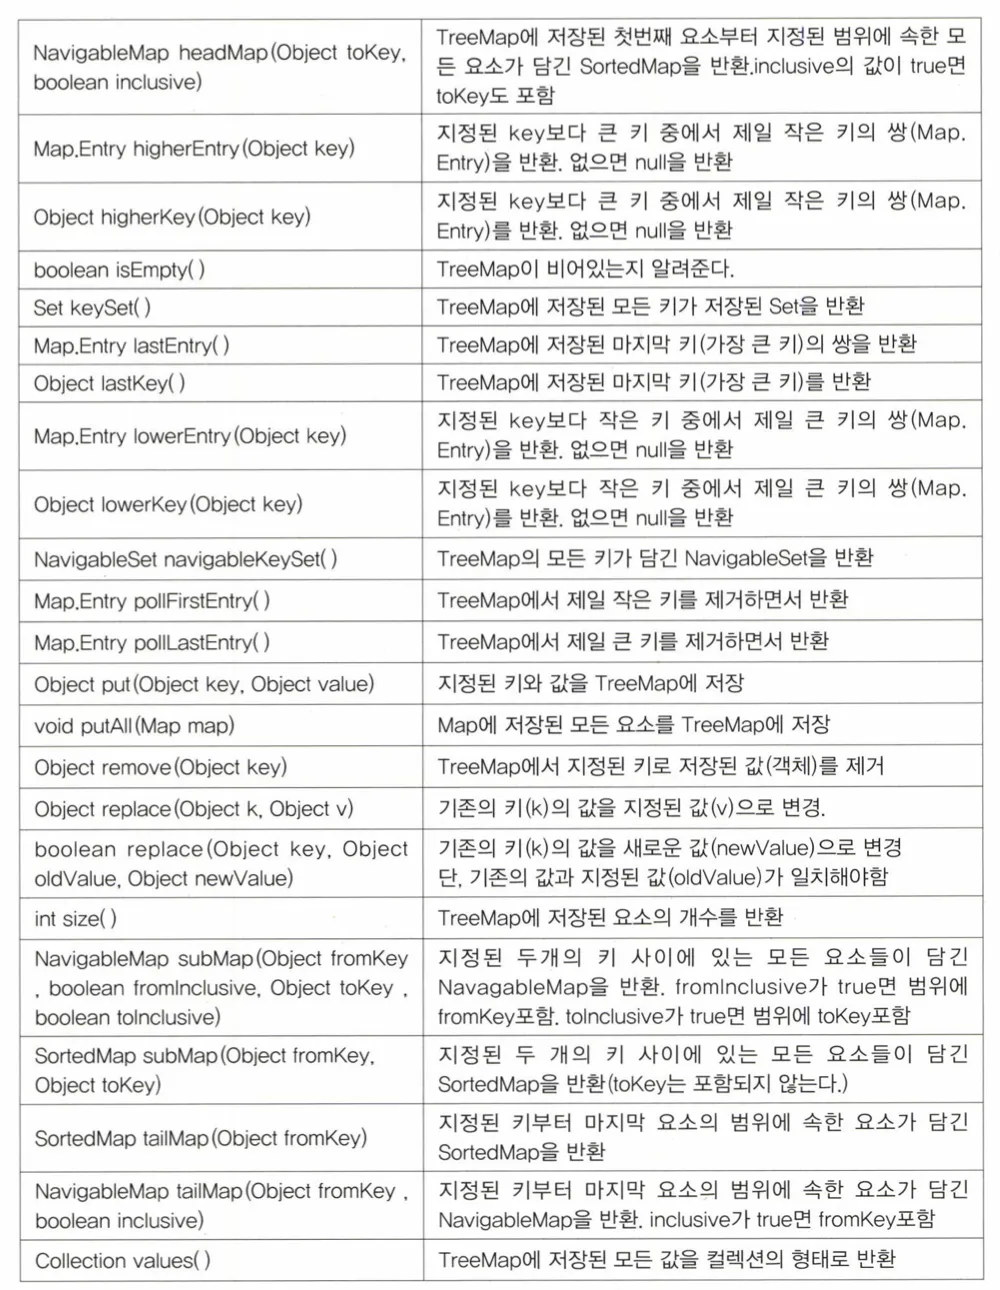 NavigableMap headMap(Object toKey,
boolean inclusive)
TreeMap에 저장된 첫번째 요소부터 지정된 범위에 속한 모
든 요소가 담긴 SortedMap을 반환.inclusive의 값이 true면
toKey도 포함
Map.Entry higherEntry(Object key)
지정된 key보다 큰 키 중에서 제일 작은 키의 쌍(Map.
Entry)을 반환. 없으면 null을 반환
Object higherKey(Object key)
지정된 key보다 큰 키 중에서 제일 작은 키의 쌍(Map.
Entry)를 반환. 없으면 null을 반환
boolean isEmpty( )
TreeMap이 비어있는지 알려준다.
Set keySet( )
TreeMap에 저장된 모든 키가 저장된 Set을 반환
Map.Entry lastEntry( )
TreeMap에 저장된 마지막 키(가장 큰 키)의 쌍을 반환
Object lastKey( )
TreeMap에 저장된 마지막 키(가장 큰 키)를 반환
Map.Entry lowerEntry(Object key)
지정된 key보다 작은 키 중에서 제일 큰 키의 쌍(Map.
Entry)을 반환. 없으면 null을 반환
Object lowerKey(Object key)
지정된 key보다 작은 키 중에서 제일 큰 키의 쌍(Map.
Entry)를 반환. 없으면 null을 반환
NavigableSet navigableKeySet( )
TreeMap의 모든 키가 담긴 NavigableSet을 반환
Map.Entry pollFirstEntry( )
TreeMap에서 제일 작은 키를 제거하면서 반환
Map.Entry pollLastEntry( )
TreeMap에서 제일 큰 키를 제거하면서 반환
Object put(Object key, Object value)
지정된 키와 값을 TreeMap에 저장
void putAll(Map map)
Map에 저장된 모든 요소를 TreeMap에 저장
Object remove(Object key)
TreeMap에서 지정된 키로 저장된 값(객체)를 제거
Object replace(Object k, Object v)
기존의 키(k)의 값을 지정된 값(v)으로 변경.
boolean replace(Object key, Object
oldValue, Object newValue)
기존의 키(k)의 값을 새로운 값(newValue)으로 변경
단, 기존의 값과 지정된 값(oldValue)가 일치해야함
int size( )
TreeMap에 저장된 요소의 개수를 반환
NavigableMap subMap(Object fromKey
, boolean fromInclusive, Object toKey ,
boolean toInclusive)
지정된 두개의 키 사이에 있는 모든 요소들이 담긴
NavagableMap을 반환. fromInclusive가 true면 범위에
fromKey포함. toInclusive가 true면 범위에 toKey포함
SortedMap subMap(Object fromKey,
Object toKey)
지정된 두 개의 키 사이에 있는 모든 요소들이 담긴
SortedMap을 반환(toKey는 포함되지 않는다.)
SortedMap tailMap(Object fromKey)
지정된 키부터 마지막 요소의 범위에 속한 요소가 담긴
SortedMap을 반환
NavigableMap tailMap(Object fromKey ,
boolean inclusive)
지정된 키부터 마지막 요소의 범위에 속한 요소가 담긴
NavigableMap을 반환. inclusive가 true면 fromKey포함
Collection values( )
TreeMap에 저장된 모든 값을 컬렉션의 형태로 반환